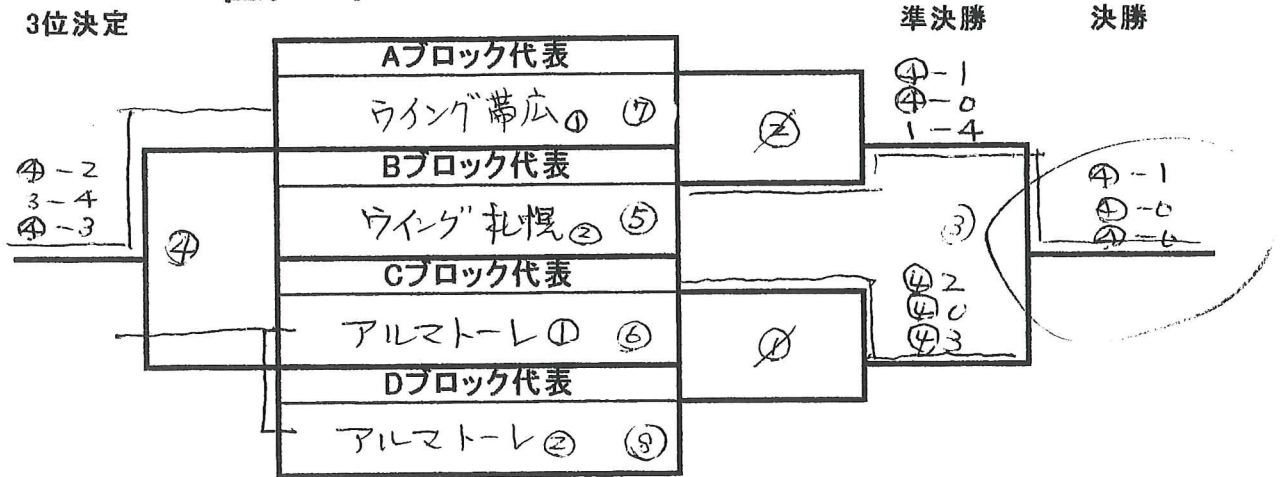 3位決定
準決勝
決勝
Aブロック代表
ウイング帯広① ⑦
Bブロック代表
ウイング札幌② ⑤
Cブロック代表
アルマトーレ① ⑥
Dブロック代表
アルマトーレ② ⑧
④-2
3-4
④-3
④
②
①
④-1
④-0
1-4
③
④2
④0
④3
④-1
④-0